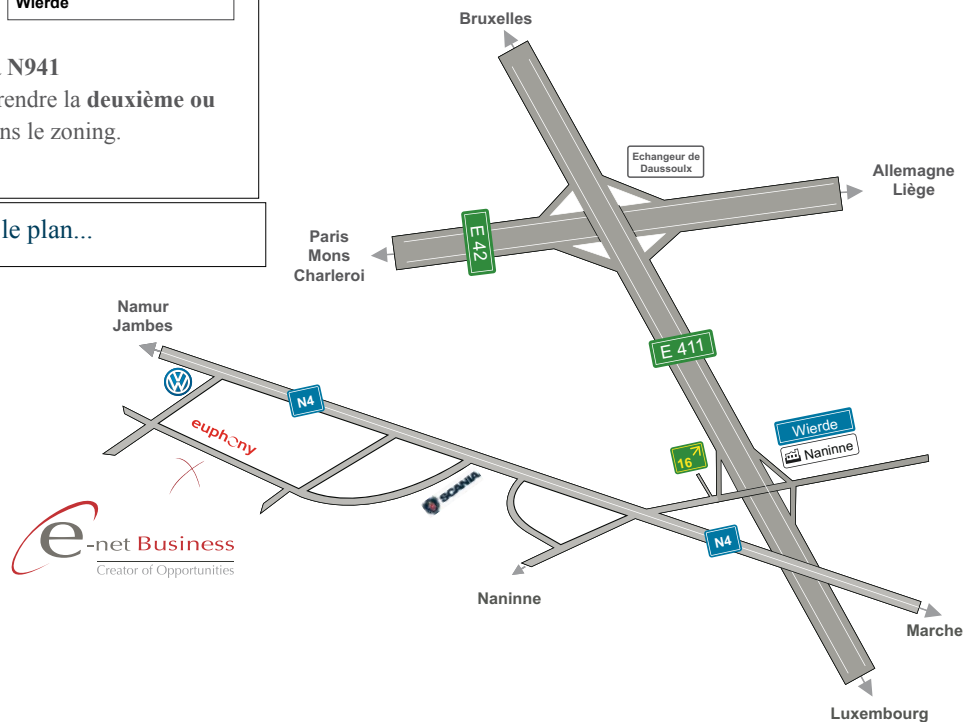 Wierde
N941
rendre la deuxième ou
ns le zoning.
le plan...
Bruxelles
Echangeur de
Daussoulx
Allemagne
Liège
E 42
Paris
Mons
Charleroi
Namur
Jambes
E 411
N4
euphony
Wierde
Naninne
16
SCANIA
N4
e-net Business
Creator of Opportunities
Naninne
Marche
Luxembourg